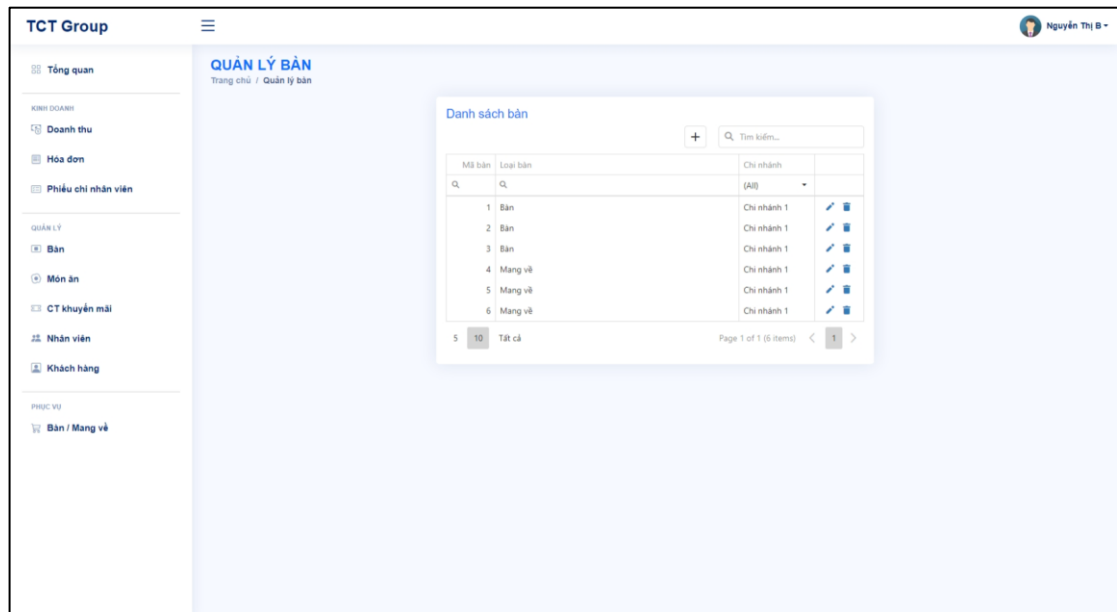 TCT Group
Nguyễn Thị B
Tổng quan
KINH DOANH
Doanh thu
Hóa đơn
Phiếu chi nhân viên
QUẢN LÝ
Bàn
Món ăn
CT khuyến mãi
Nhân viên
Khách hàng
PHỤC VỤ
Bàn / Mang về
QUẢN LÝ BÀN
Trang chủ / Quản lý bàn
Danh sách bàn
+ Tìm kiếm...
Mã bàn Loại bàn Chi nhánh
(All)
1 Bàn Chi nhánh 1
2 Bàn Chi nhánh 1
3 Bàn Chi nhánh 1
4 Mang về Chi nhánh 1
5 Mang về Chi nhánh 1
6 Mang về Chi nhánh 1
5 10 Tất cả Page 1 of 1 (6 items) < 1 >